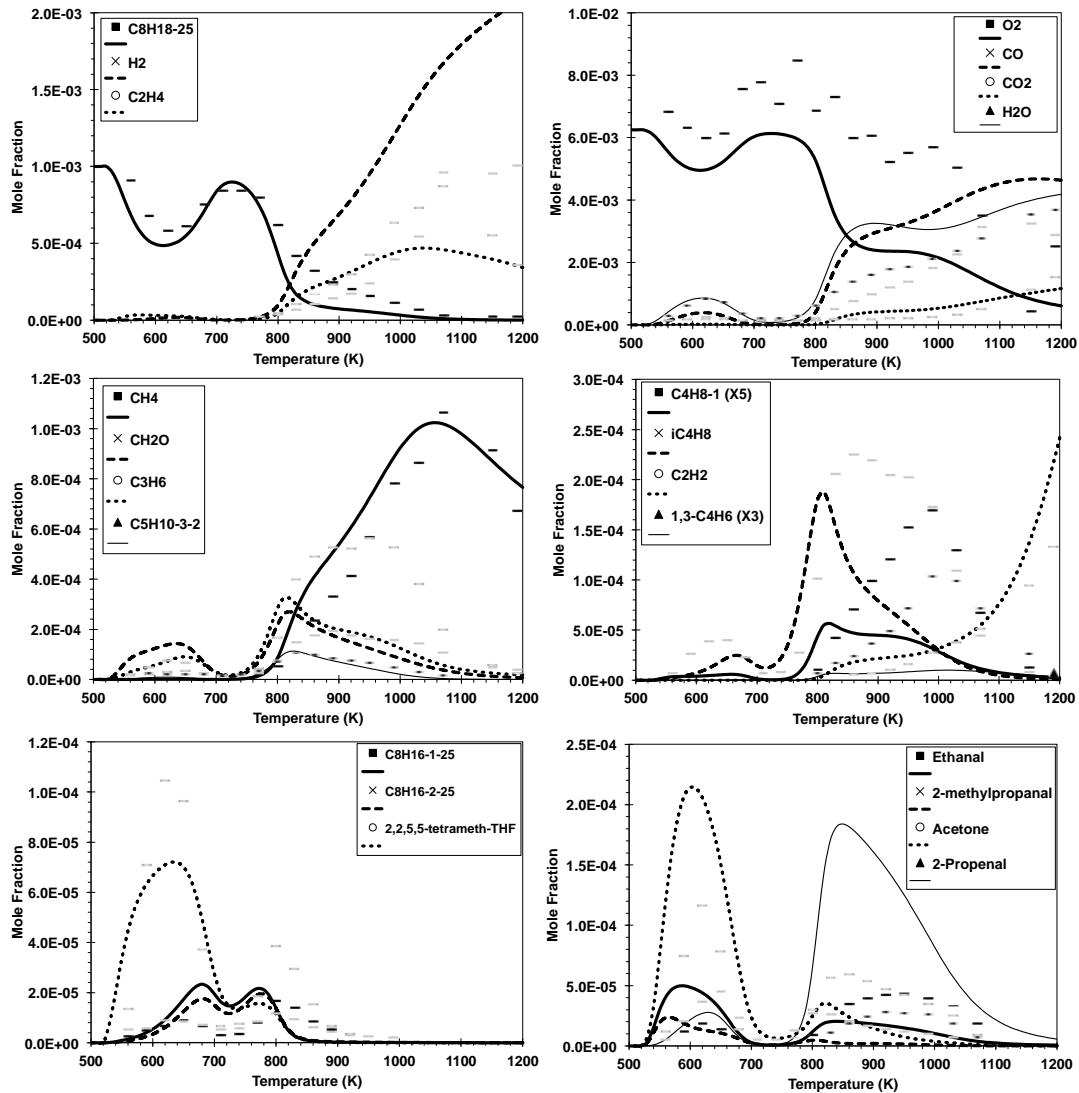 2.0E-03
1.5E-03
1.0E-03
5.0E-04
0.0E+00
Mole Fraction
C8H18-25
H2
C2H4
500 600 700 800 900 1000 1100 1200
Temperature (K)
1.0E-02
8.0E-03
6.0E-03
4.0E-03
2.0E-03
0.0E+00
Mole Fraction
O2
CO
CO2
H2O
500 600 700 800 900 1000 1100 1200
Temperature (K)
1.2E-03
1.0E-03
8.0E-04
6.0E-04
4.0E-04
2.0E-04
0.0E+00
Mole Fraction
CH4
CH2O
C3H6
C5H10-3-2
500 600 700 800 900 1000 1100 1200
Temperature (K)
3.0E-04
2.5E-04
2.0E-04
1.5E-04
1.0E-04
5.0E-05
0.0E+00
Mole Fraction
C4H8-1 (X5)
iC4H8
C2H2
1,3-C4H6 (X3)
500 600 700 800 900 1000 1100 1200
Temperature (K)
1.2E-04
1.0E-04
8.0E-05
6.0E-05
4.0E-05
2.0E-05
0.0E+00
Mole Fraction
C8H16-1-25
C8H16-2-25
2,2,5,5-tetrameth-THF
500 600 700 800 900 1000 1100 1200
Temperature (K)
2.5E-04
2.0E-04
1.5E-04
1.0E-04
5.0E-05
0.0E+00
Mole Fraction
Ethanal
2-methylpropanal
Acetone
2-Propenal
500 600 700 800 900 1000 1100 1200
Temperature (K)